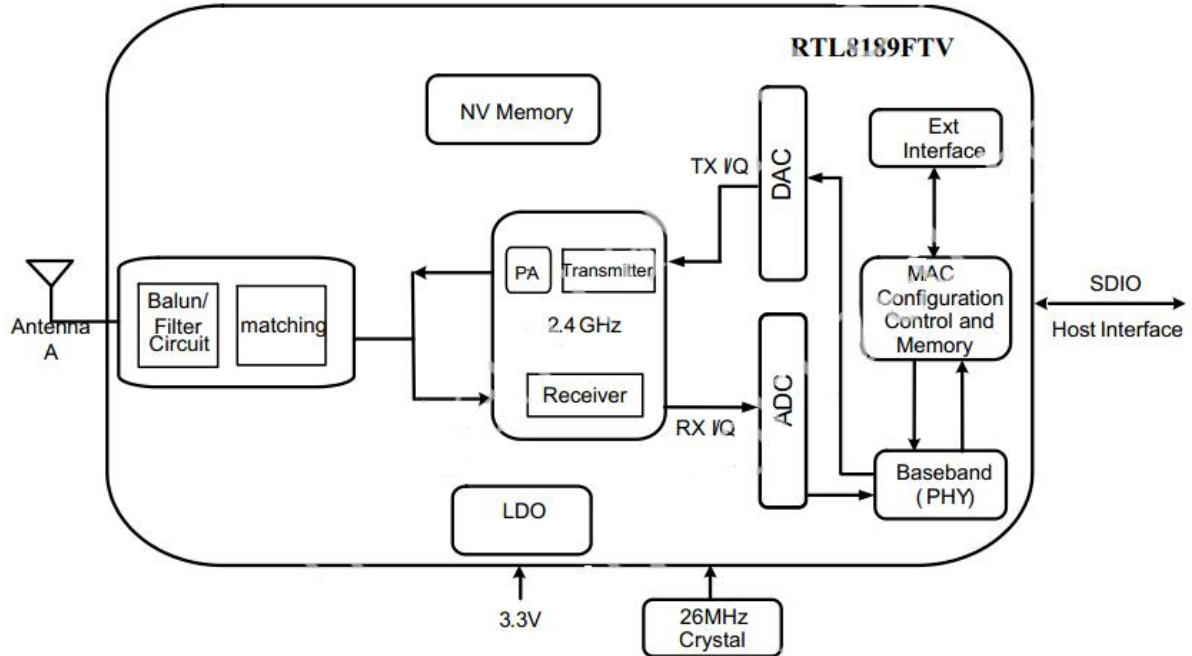 RTL8189FTV
NV Memory
Ext
Interface
DAC
TX I/Q
PA
Transmitter
2.4 GHz
Receiver
Balun/
Filter
Circuit
matching
Antenna
A
MAC
Configuration
Control and
Memory
SDIO
Host Interface
ADC
RX I/Q
Baseband
(PHY)
LDO
3.3V
26MHz
Crystal